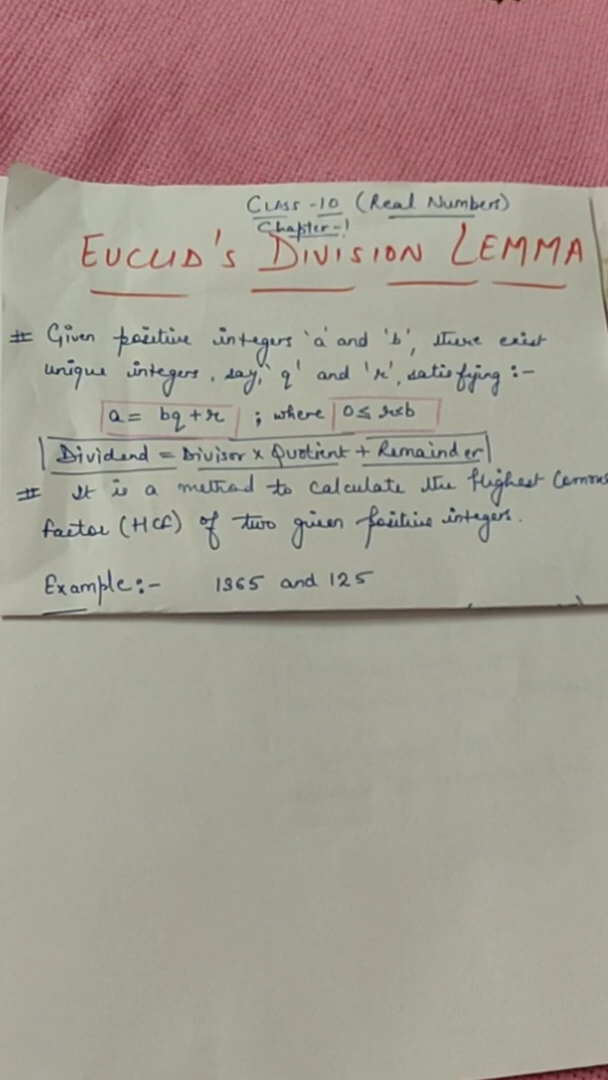 CLASS-10 (Real Numbers)
Chapter-1
EUCLID's DIVISION LEMMA
# Given positive integers 'a' and 'b', there exist
unique integers, say, 'q' and 'r', satisfying :-
a = bq + r ; where 0 ≤ r < b
Dividend = Divisor x Quotient + Remainder
# It is a method to calculate the Highest Common
factor (HCF) of two given positive integers.
Example:- 1365 and 125